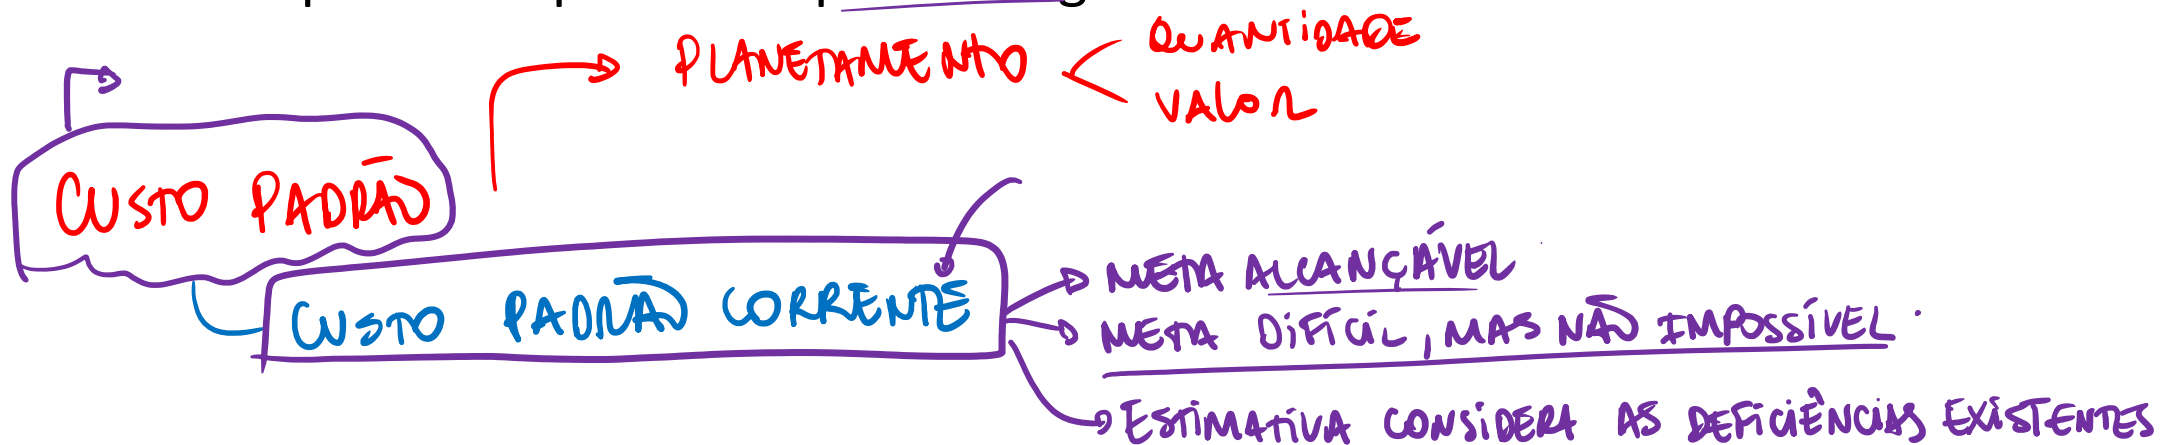 PLANEJAMENTO
QUANTIDADE
VALOR
CUSTO PADRÃO
CUSTO PADRÃO CORRENTE
META ALCANÇÁVEL
META DIFÍCIL, MAS NÃO IMPOSSÍVEL.
ESTIMATIVA CONSIDERA AS DEFICIÊNCIAS EXISTENTES